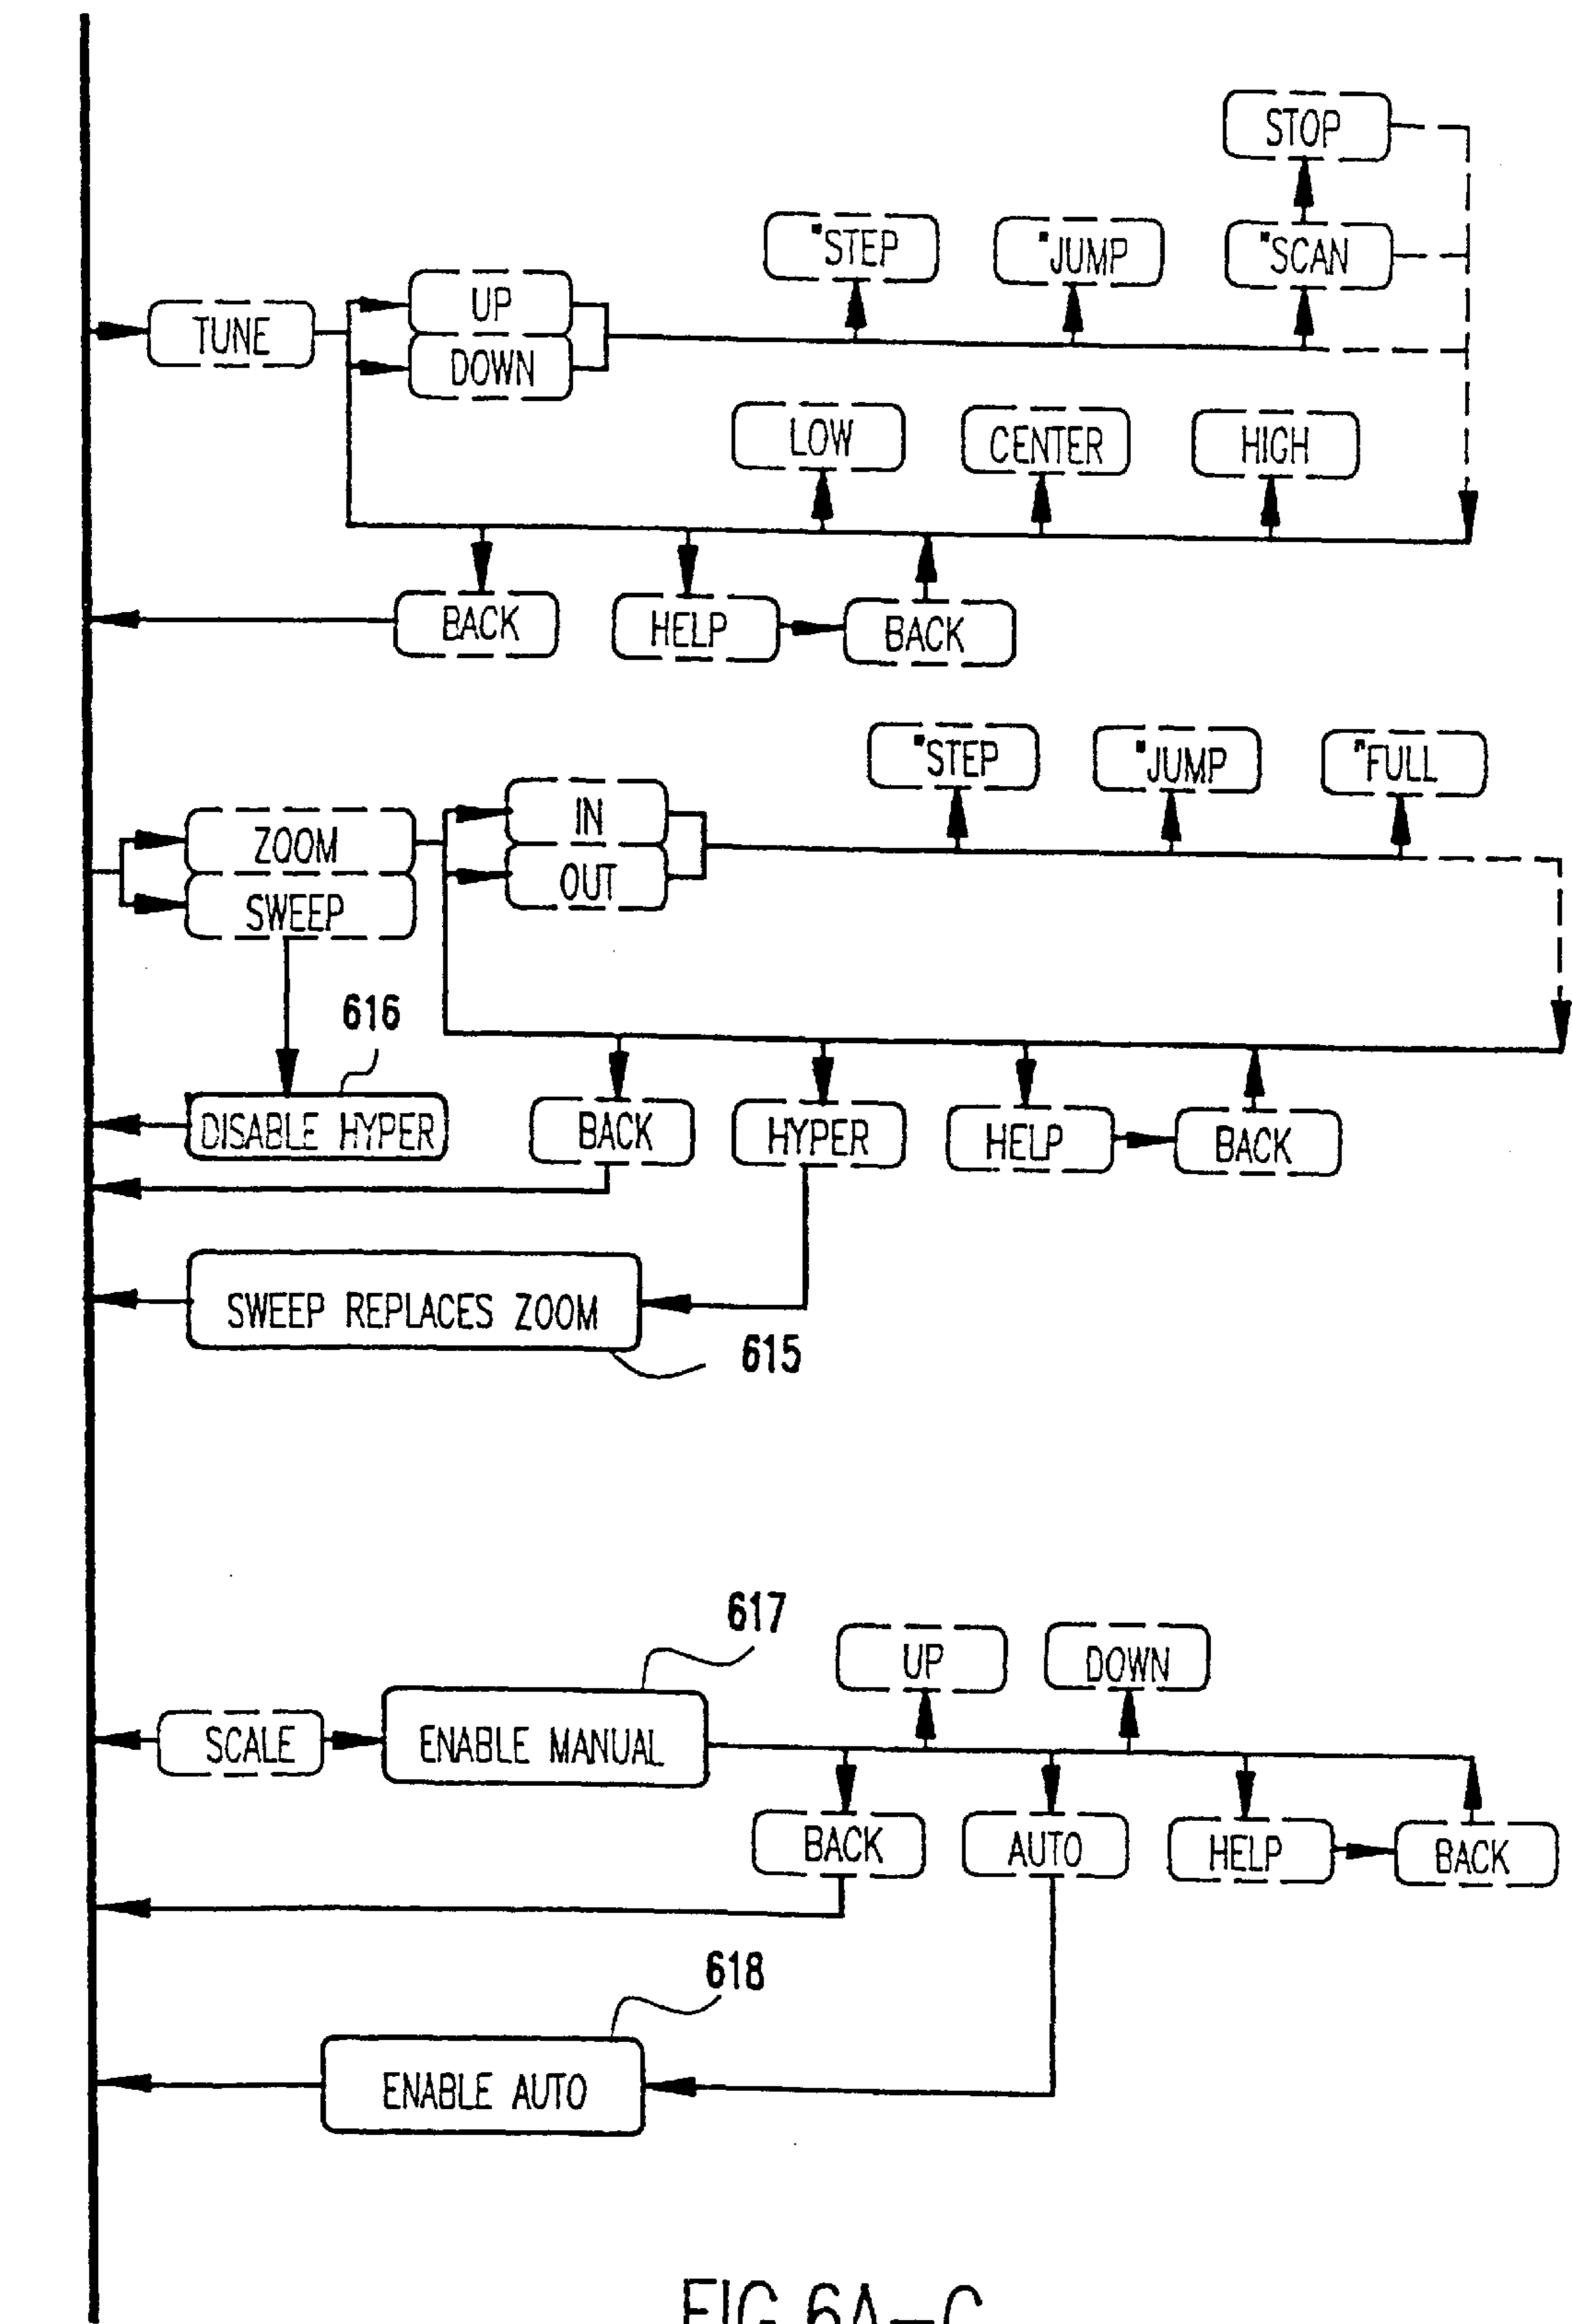 STOP
"STEP
"JUMP
"SCAN
TUNE
UP
DOWN
LOW
CENTER
HIGH
BACK
HELP
BACK
"STEP
"JUMP
"FULL
ZOOM
SWEEP
IN
OUT
616
DISABLE HYPER
BACK
HYPER
HELP
BACK
SWEEP REPLACES ZOOM
615
617
UP
DOWN
SCALE
ENABLE MANUAL
BACK
AUTO
HELP
BACK
618
ENABLE AUTO
FIG. 6A-C